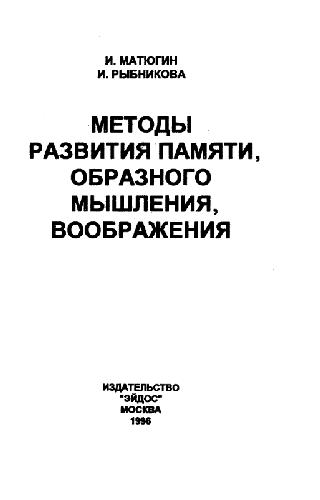 И. МАТЮГИН
И. РЫБНИКОВА
МЕТОДЫ
РАЗВИТИЯ ПАМЯТИ,
ОБРАЗНОГО
МЫШЛЕНИЯ,
ВООБРАЖЕНИЯ
ИЗДАТЕЛЬСТВО
"ЭЙДОС"
МОСКВА
1996